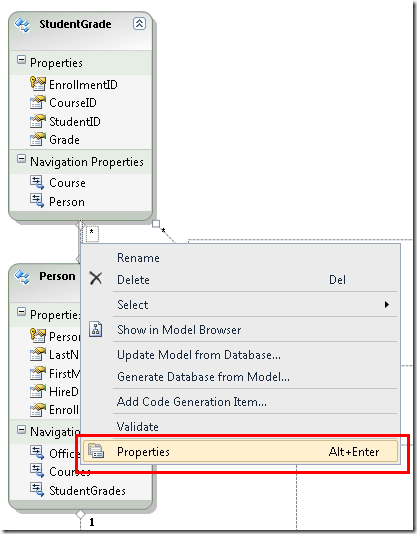 StudentGrade
Properties
EnrollmentID
CourseID
StudentID
Grade
Navigation Properties
Course
Person
*
*
Rename
Delete Del
Select
Show in Model Browser
Update Model from Database...
Generate Database from Model...
Add Code Generation Item...
Validate
Properties Alt+Enter
Person
Propertie
Person
LastN
FirstM
HireD
Enroll
Navigatio
Office
Courses
StudentGrades
1